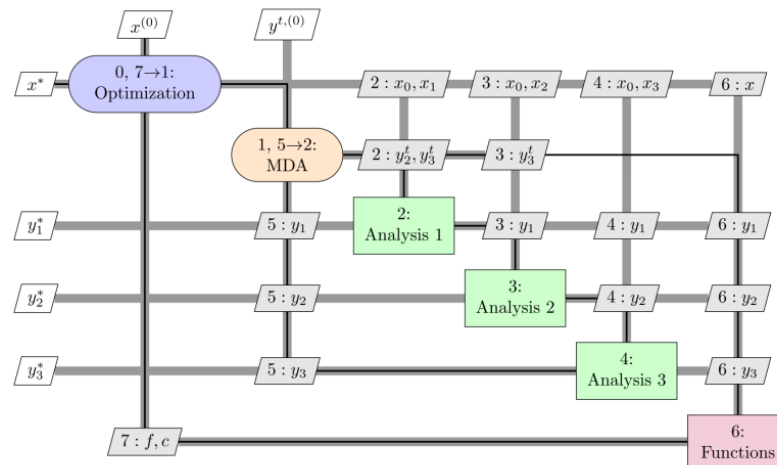 x^{(0)}
y^{t,(0)}
x*
0, 7→1:
Optimization
2 : x_0, x_1
3 : x_0, x_2
4 : x_0, x_3
6 : x
1, 5→2:
MDA
2 : y_2^t, y_3^t
3 : y_3^t
y_1^*
5 : y_1
2:
Analysis 1
3 : y_1
4 : y_1
6 : y_1
y_2^*
5 : y_2
3:
Analysis 2
4 : y_2
6 : y_2
y_3^*
5 : y_3
4:
Analysis 3
6 : y_3
7 : f, c
6:
Functions